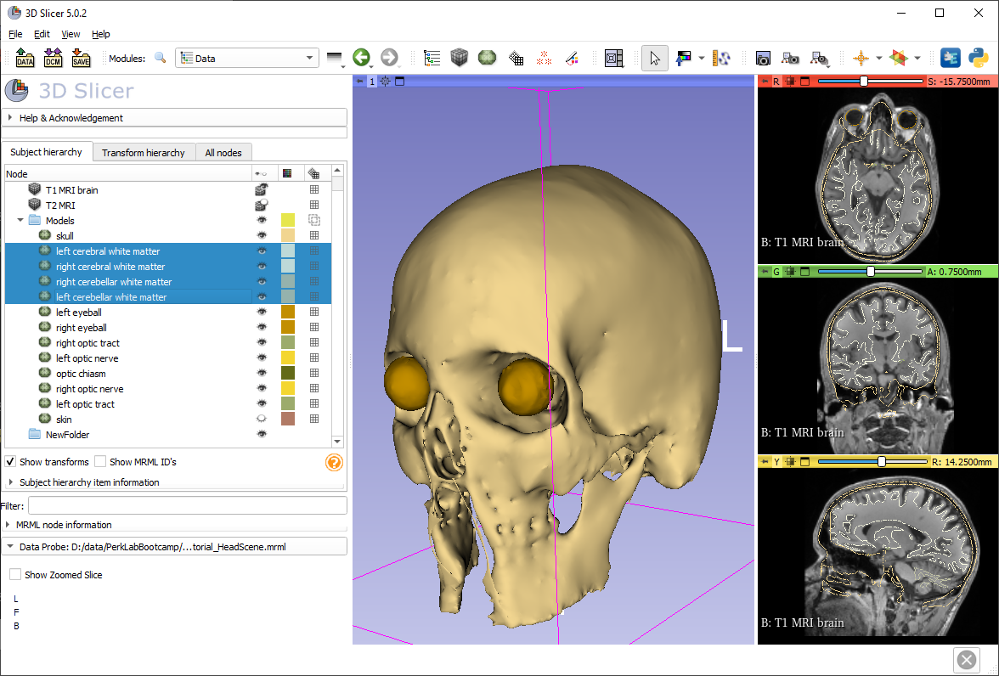 3D Slicer 5.0.2
File Edit View Help
DATA DCM SAVE Modules: Data
3D Slicer
Help & Acknowledgement
Subject hierarchy Transform hierarchy All nodes
Node
T1 MRI brain
T2 MRI
Models
skull
left cerebral white matter
right cerebral white matter
right cerebellar white matter
left cerebellar white matter
left eyeball
right eyeball
right optic tract
left optic nerve
optic chiasm
right optic nerve
left optic tract
skin
NewFolder
Show transforms Show MRML ID's ?
Subject hierarchy item information
Filter:
MRML node information
Data Probe: D:/data/PerkLabBootcamp/...torial_HeadScene.mrml
Show Zoomed Slice
L
F
B
1
L
R S: -15.7500mm
B: T1 MRI brain
G A: 0.7500mm
B: T1 MRI brain
Y R: 14.2500mm
B: T1 MRI brain